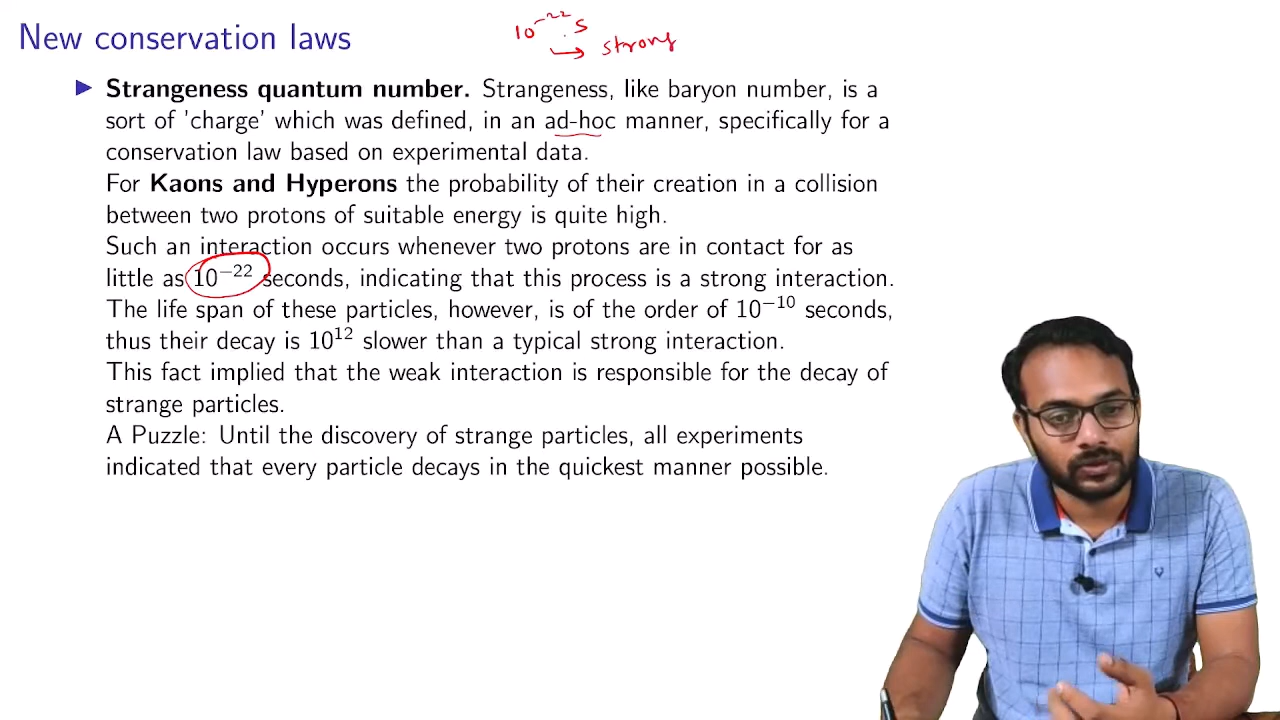 New conservation laws
10⁻²² s
→ strong
▶ Strangeness quantum number. Strangeness, like baryon number, is a
sort of 'charge' which was defined, in an ad-hoc manner, specifically for a
conservation law based on experimental data.
For Kaons and Hyperons the probability of their creation in a collision
between two protons of suitable energy is quite high.
Such an interaction occurs whenever two protons are in contact for as
little as 10⁻²² seconds, indicating that this process is a strong interaction.
The life span of these particles, however, is of the order of 10⁻¹⁰ seconds,
thus their decay is 10¹² slower than a typical strong interaction.
This fact implied that the weak interaction is responsible for the decay of
strange particles.
A Puzzle: Until the discovery of strange particles, all experiments
indicated that every particle decays in the quickest manner possible.